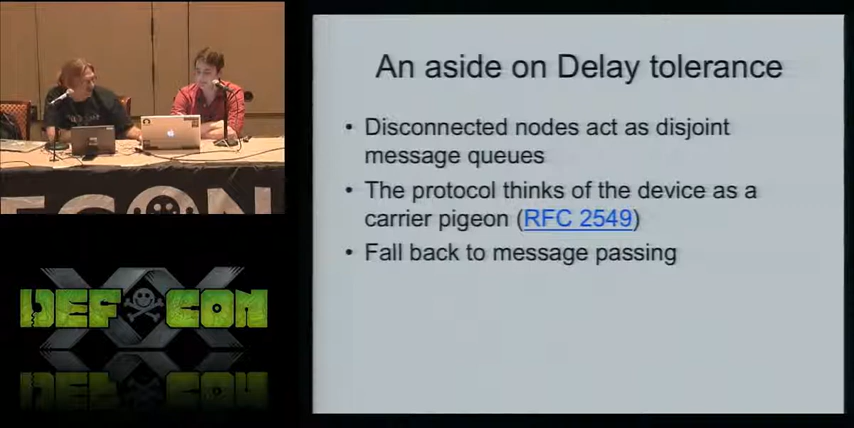 An aside on Delay tolerance
• Disconnected nodes act as disjoint
message queues
• The protocol thinks of the device as a
carrier pigeon (RFC 2549)
• Fall back to message passing
DEF CON
XX